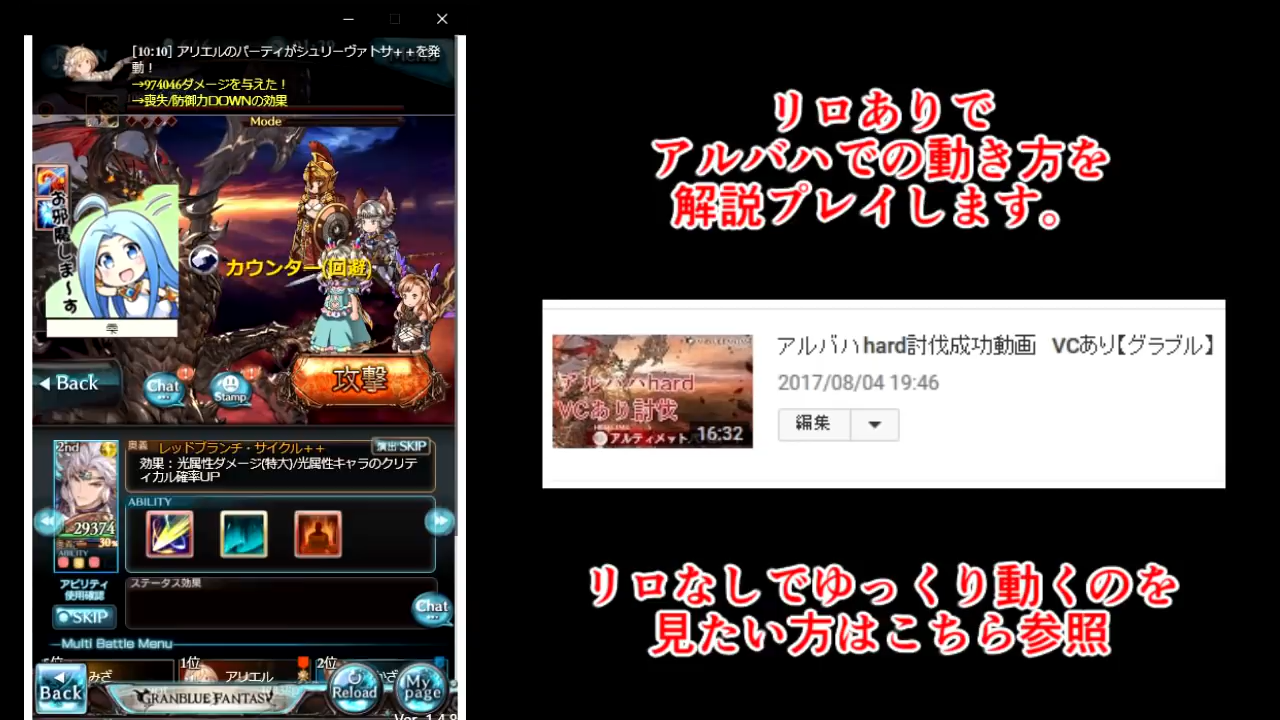 [10:10] アリエルのパーティがシュリーヴァトサ++を発
動！
→974046ダメージを与えた！
→喪失/防御力DOWNの効果
Mode
お邪魔しま〜す
雫
カウンター(回避)
Back
Chat
Stamp
攻撃
2nd
29374
奥義
30%
ABILITY
奥義 レッドブランチ・サイクル++
演出SKIP
効果：光属性ダメージ(特大)/光属性キャラのクリテ
ィカル確率UP
ABILITY
アビリティ
使用確認
SKIP
ステータス効果
Chat
Multi Battle Menu
みざ
1位
アリエル
2位
かざ
Back
GRANBLUE FANTASY
Reload
My
page
Ver. 1.4.8
リロありで
アルバハでの動き方を
解説プレイします。
アルバハhard
VCあり討伐
アルティメット
16:32
アルバハhard討伐成功動画 VCあり【グラブル】
2017/08/04 19:46
編集
リロなしでゆっくり動くのを
見たい方はこちら参照